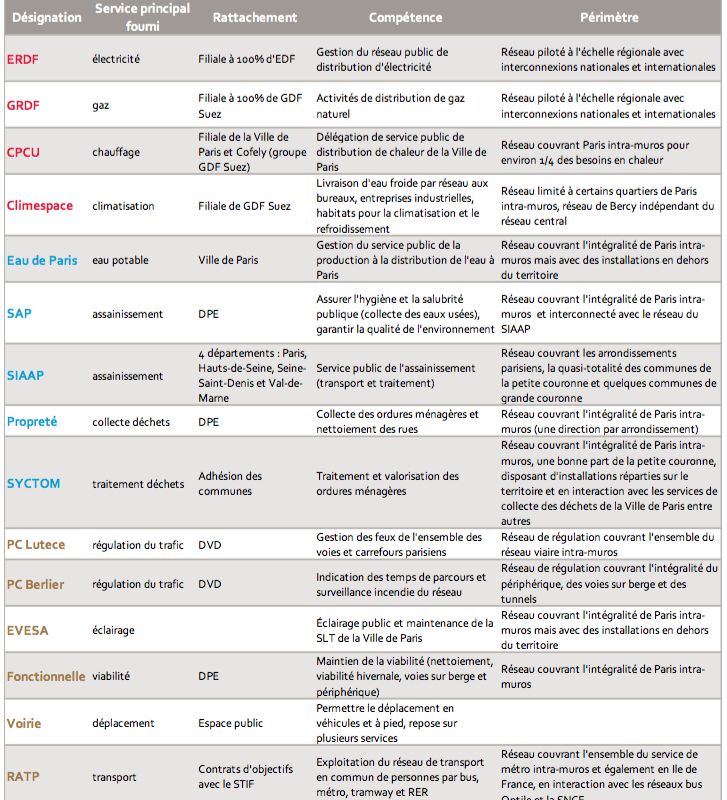 Désignation
Service principal
fourni
Rattachement
Compétence
Périmètre
ERDF
électricité
Filiale à 100% d'EDF
Gestion du réseau public de
distribution d'électricité
Réseau piloté à l'échelle régionale avec
interconnexions nationales et internationales
GRDF
gaz
Filiale à 100% de GDF
Suez
Activités de distribution de gaz
naturel
Réseau piloté à l'échelle régionale avec
interconnexions nationales et internationales
CPCU
chauffage
Filiale de la Ville de
Paris et Cofely (groupe
GDF Suez)
Délégation de service public de
distribution de chaleur de la Ville de
Paris
Réseau couvrant Paris intra-muros pour
environ 1/4 des besoins en chaleur
Climespace
climatisation
Filiale de GDF Suez
Livraison d'eau froide par réseau aux
bureaux, entreprises industrielles,
habitats pour la climatisation et le
refroidissement
Réseau limité à certains quartiers de Paris
intra-muros, réseau de Bercy indépendant du
réseau central
Eau de Paris
eau potable
Ville de Paris
Gestion du service public de la
production à la distribution de l'eau à
Paris
Réseau couvrant l'intégralité de Paris intra-
muros mais avec des installations en dehors
du territoire
SAP
assainissement
DPE
Assurer l'hygiène et la salubrité
publique (collecte des eaux usées),
garantir la qualité de l'environnement
Réseau couvrant l'intégralité de Paris intra-
muros et interconnecté avec le réseau du
SIAAP
SIAAP
assainissement
4 départements : Paris,
Hauts-de-Seine, Seine-
Saint-Denis et Val-de-
Marne
Service public de l'assainissement
(transport et traitement)
Réseau couvrant les arrondissements
parisiens, la quasi-totalité des communes de
la petite couronne et quelques communes de
grande couronne
Propreté
collecte déchets
DPE
Collecte des ordures ménagères et
nettoiement des rues
Réseau couvrant l'intégralité de Paris intra-
muros (une direction par arrondissement)
SYCTOM
traitement déchets
Adhésion des
communes
Traitement et valorisation des
ordures ménagères
Réseau couvrant l'intégralité de Paris intra-
muros, une bonne part de la petite couronne,
disposant d'installations réparties sur le
territoire et en interaction avec les services de
collecte des déchets de la Ville de Paris entre
autres
PC Lutece
régulation du trafic
DVD
Gestion des feux de l'ensemble des
voies et carrefours parisiens
Réseau de régulation couvrant l'ensemble du
réseau viaire intra-muros
PC Berlier
régulation du trafic
DVD
Indication des temps de parcours et
surveillance incendie du réseau
Réseau de régulation couvrant l'intégralité du
périphérique, des voies sur berge et des
tunnels
EVESA
éclairage
Éclairage public et maintenance de la
SLT de la Ville de Paris
Réseau couvrant l'intégralité de Paris intra-
muros mais avec des installations en dehors
du territoire
Fonctionnelle
viabilité
DPE
Maintien de la viabilité (nettoiement,
viabilité hivernale, voies sur berge et
périphérique)
Réseau couvrant l'intégralité de Paris intra-
muros
Voirie
déplacement
Espace public
Permettre le déplacement en
véhicules et à pied, repose sur
plusieurs services
RATP
transport
Contrats d'objectifs
avec le STIF
Exploitation du réseau de transport
en commun de personnes par bus,
métro, tramway et RER
Réseau couvrant l'ensemble du service de
métro intra-muros et également en Ile de
France, en interaction avec les réseaux bus
Optile et la SNCF